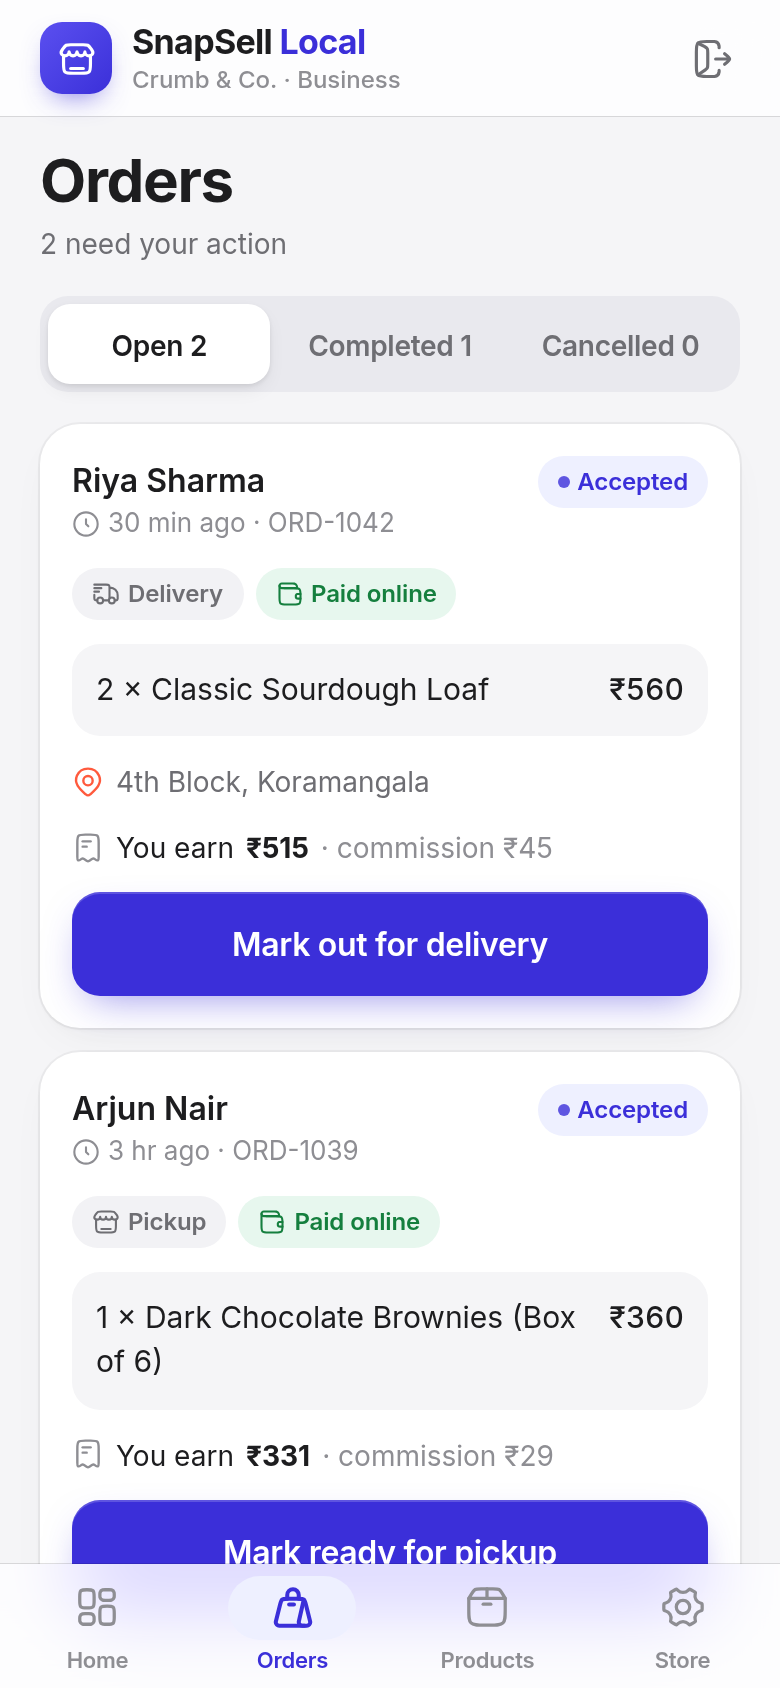 SnapSell Local
Crumb & Co. · Business
Orders
2 need your action
Open 2
Completed 1
Cancelled 0
Riya Sharma
Accepted
30 min ago · ORD-1042
Delivery
Paid online
2 × Classic Sourdough Loaf ₹560
4th Block, Koramangala
You earn ₹515 · commission ₹45
Mark out for delivery
Arjun Nair
Accepted
3 hr ago · ORD-1039
Pickup
Paid online
1 × Dark Chocolate Brownies (Box ₹360
of 6)
You earn ₹331 · commission ₹29
Mark ready for pickup
Home
Orders
Products
Store